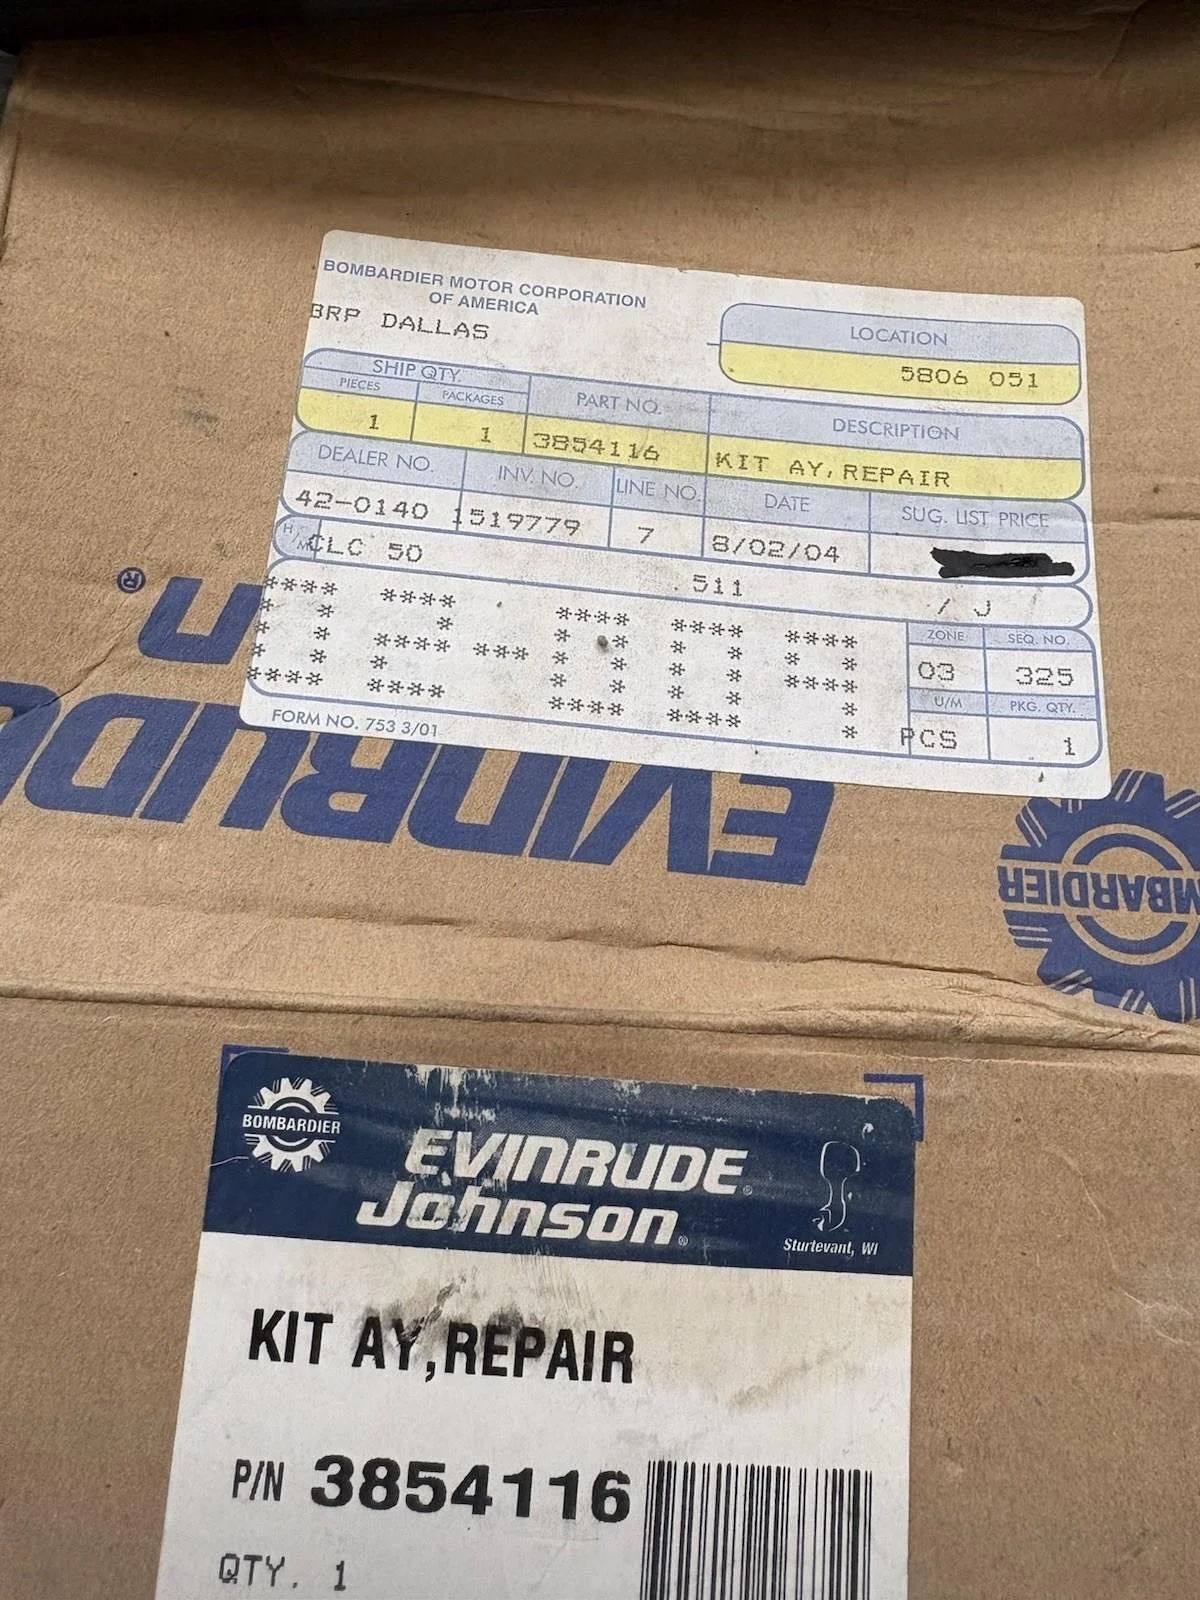 BOMBARDIER MOTOR CORPORATION
OF AMERICA
BRP DALLAS
LOCATION
5806 051
SHIP QTY.
PIECES PACKAGES PART NO. DESCRIPTION
1 1 3854116 KIT AY, REPAIR
DEALER NO. INV. NO. LINE NO. DATE SUG. LIST PRICE
42-0140 1519779 7 8/02/04
H/M CLC 50 .511 / J
02-009
ZONE SEQ. NO.
03 325
U/M PKG. QTY.
PCS 1
FORM NO. 753 3/01
EVINRUDE
BOMBARDIER
BOMBARDIER
EVINRUDE®
Johnson®
Sturtevant, WI
KIT AY,REPAIR
P/N 3854116
QTY. 1